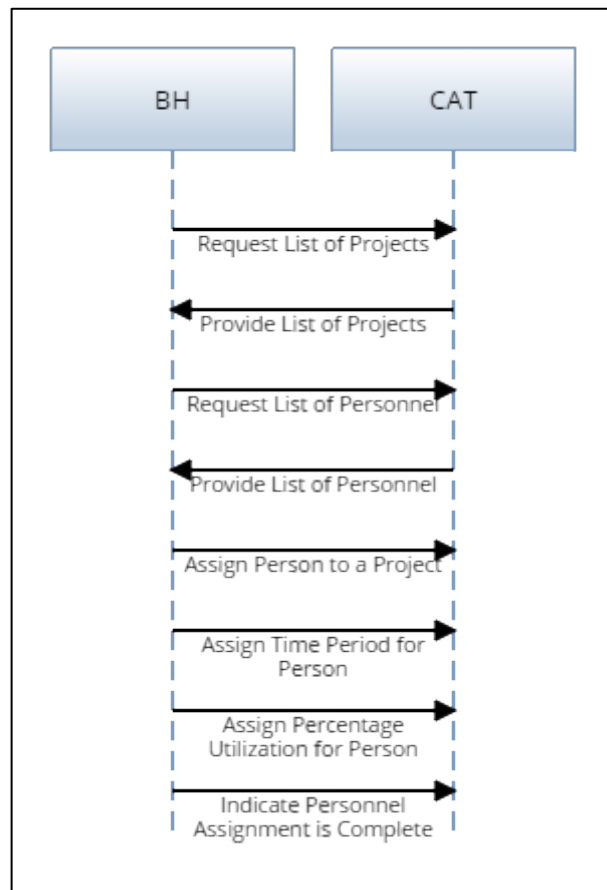 BH
CAT
Request List of Projects
Provide List of Projects
Request List of Personnel
Provide List of Personnel
Assign Person to a Project
Assign Time Period for
Person
Assign Percentage
Utilization for Person
Indicate Personnel
Assignment is Complete